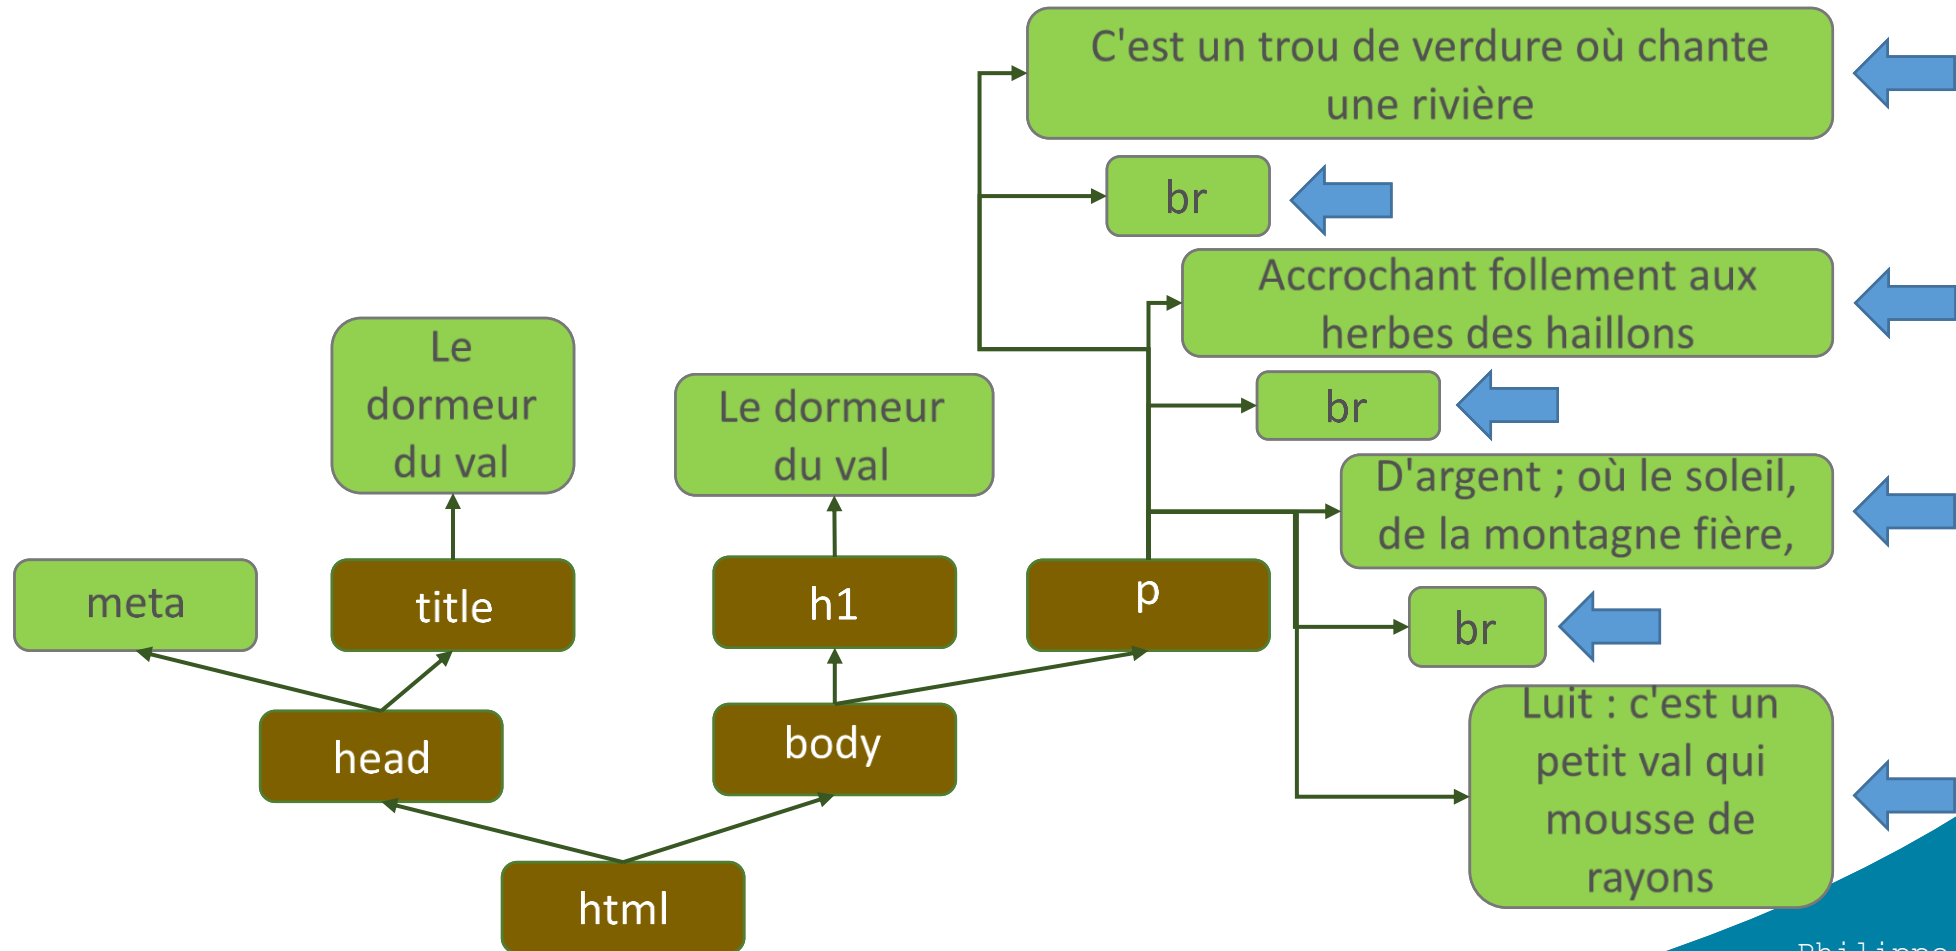 C'est un trou de verdure où chante
une rivière
br
Accrochant follement aux
herbes des haillons
Le
dormeur
du val
Le dormeur
du val
br
D'argent ; où le soleil,
de la montagne fière,
meta
title
h1
p
br
Luit : c'est un
petit val qui
mousse de
rayons
head
body
html
Philippe